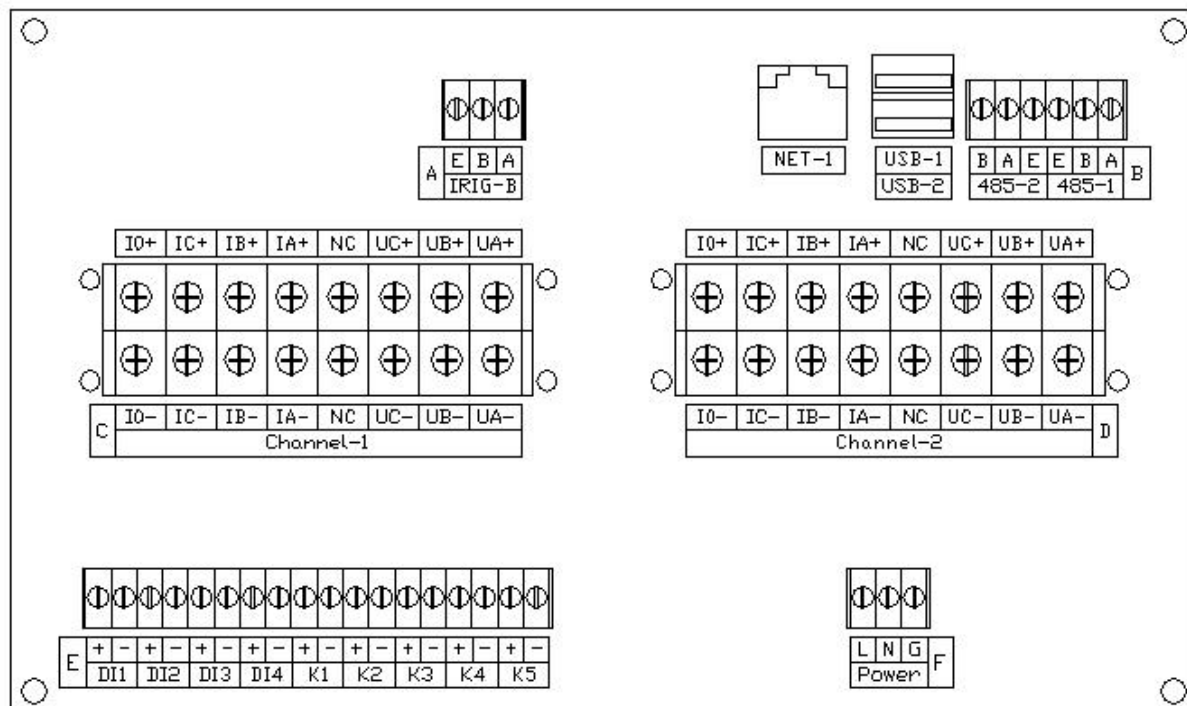 A E B A
IRIG-B
NET-1
USB-1
USB-2
B A E E B A B
485-2 485-1
I0+ IC+ IB+ IA+ NC UC+ UB+ UA+
I0- IC- IB- IA- NC UC- UB- UA-
C
Channel-1
I0+ IC+ IB+ IA+ NC UC+ UB+ UA+
I0- IC- IB- IA- NC UC- UB- UA-
D
Channel-2
E + - + - + - + - + - + - + - + - + -
DI1 DI2 DI3 DI4 K1 K2 K3 K4 K5
L N G F
Power